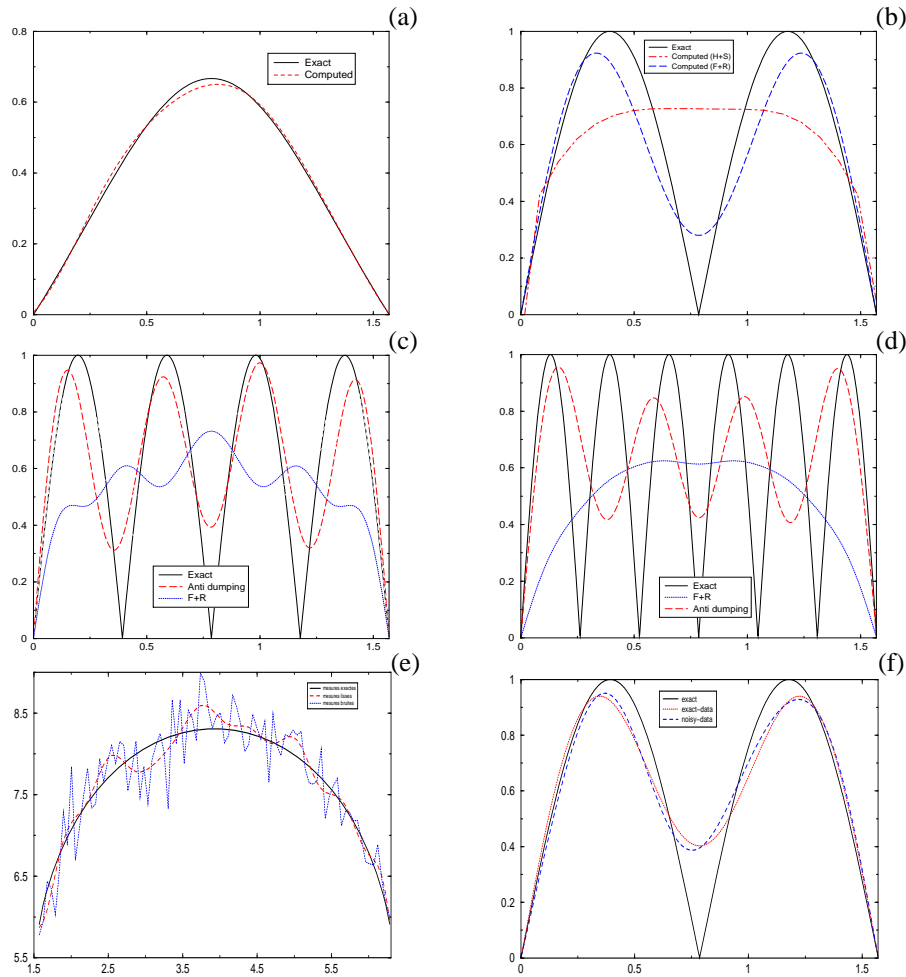 (a)
0.8
0.6
0.4
0.2
0
0
0.5
1
1.5
Exact
Computed
(b)
1
0.8
0.6
0.4
0.2
0
0
0.5
1
1.5
Exact
Computed (H+S)
Computed (F+R)
(c)
1
0.8
0.6
0.4
0.2
0
0
0.5
1
1.5
Exact
Anti dumping
F+R
(d)
1
0.8
0.6
0.4
0.2
0
0
0.5
1
1.5
Exact
F+R
Anti dumping
(e)
8.5
7.5
6.5
5.5
1.5
2.5
3.5
4.5
5.5
mesures exactes
mesures lisses
mesures bruites
(f)
1
0.8
0.6
0.4
0.2
0
0
0.5
1
1.5
exact
exact-data
noisy-data